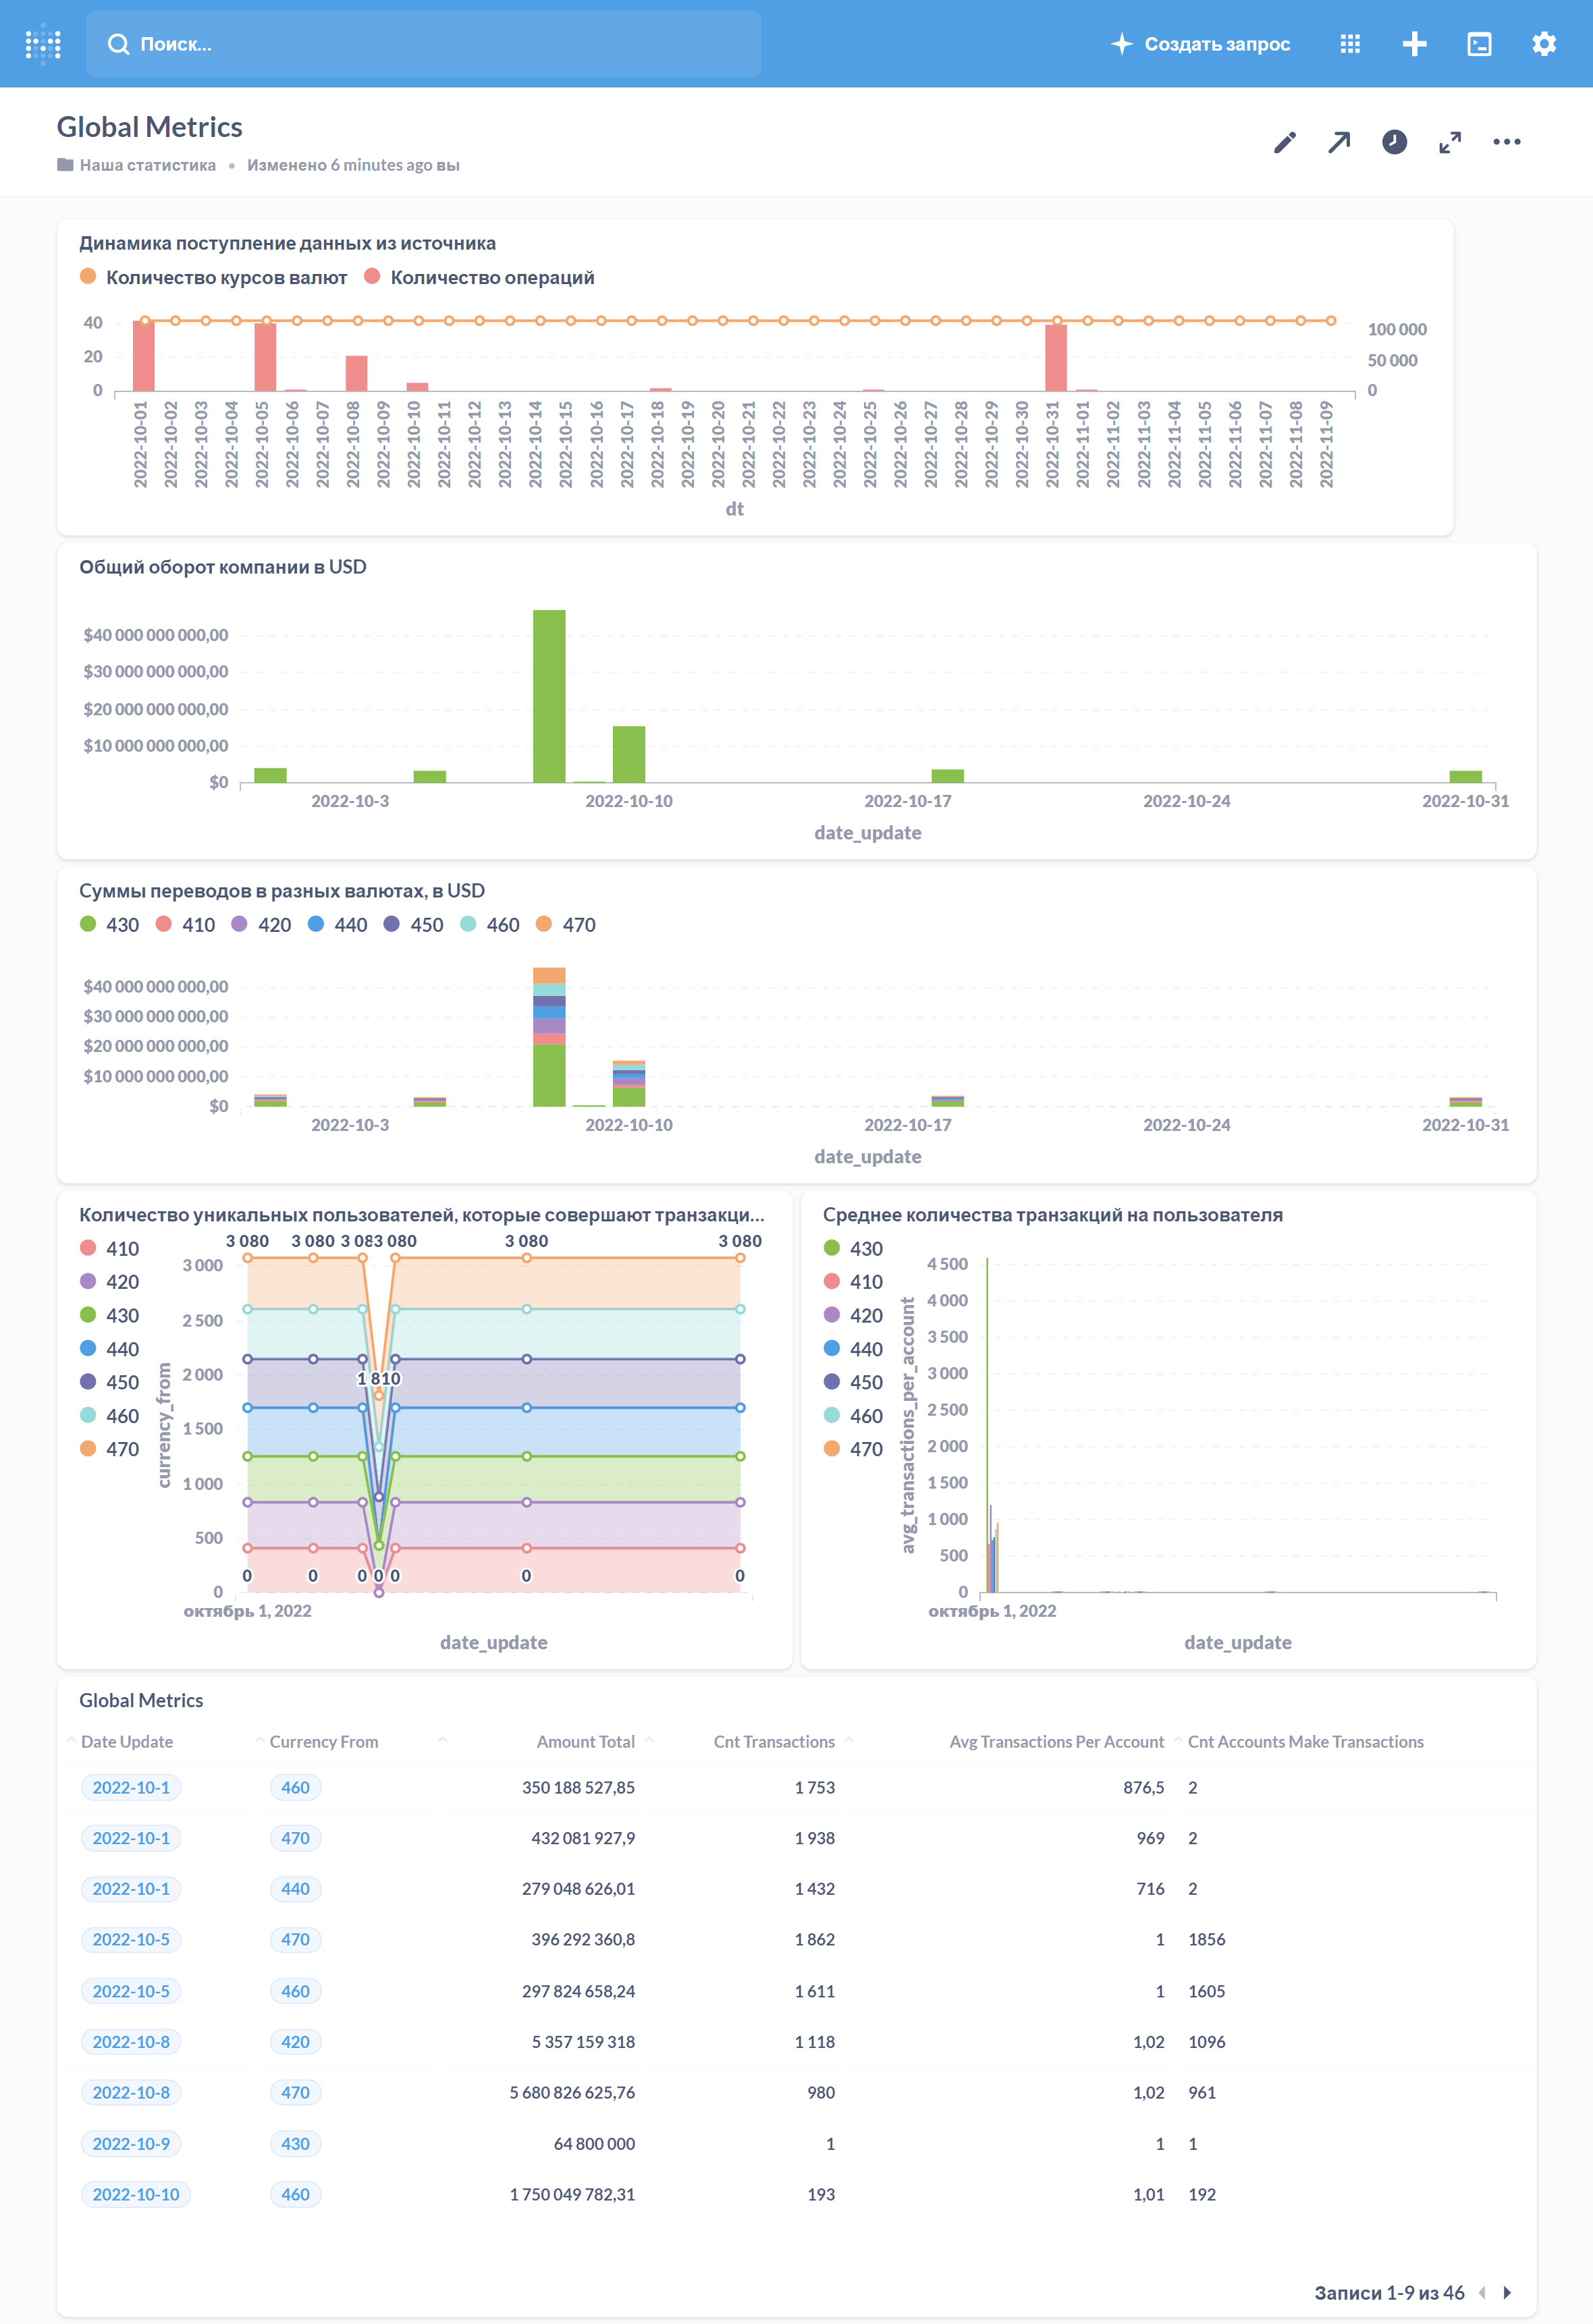 Поиск...
Создать запрос
Global Metrics
Наша статистика • Изменено 6 minutes ago вы
Динамика поступление данных из источника
Количество курсов валют Количество операций
40
20
0
100 000
50 000
0
2022-10-01 2022-10-02 2022-10-03 2022-10-04 2022-10-05 2022-10-06 2022-10-07 2022-10-08 2022-10-09 2022-10-10 2022-10-11 2022-10-12 2022-10-13 2022-10-14 2022-10-15 2022-10-16 2022-10-17 2022-10-18 2022-10-19 2022-10-20 2022-10-21 2022-10-22 2022-10-23 2022-10-24 2022-10-25 2022-10-26 2022-10-27 2022-10-28 2022-10-29 2022-10-30 2022-10-31 2022-11-01 2022-11-02 2022-11-03 2022-11-04 2022-11-05 2022-11-06 2022-11-07 2022-11-08 2022-11-09
dt
Общий оборот компании в USD
$40 000 000 000,00
$30 000 000 000,00
$20 000 000 000,00
$10 000 000 000,00
$0
2022-10-3 2022-10-10 2022-10-17 2022-10-24 2022-10-31
date_update
Суммы переводов в разных валютах, в USD
430 410 420 440 450 460 470
$40 000 000 000,00
$30 000 000 000,00
$20 000 000 000,00
$10 000 000 000,00
$0
2022-10-3 2022-10-10 2022-10-17 2022-10-24 2022-10-31
date_update
Количество уникальных пользователей, которые совершают транзакци...
410
420
430
440
450
460
470
currency_from
3 000
2 500
2 000
1 500
1 000
500
0
3 080 3 080 3 083 080 3 080 3 080
1 810
0 0 0 0 0 0 0
октябрь 1, 2022
date_update
Среднее количества транзакций на пользователя
430
410
420
440
450
460
470
avg_transactions_per_account
4 500
4 000
3 500
3 000
2 500
2 000
1 500
1 000
500
0
октябрь 1, 2022
date_update
Global Metrics
Date Update Currency From Amount Total Cnt Transactions Avg Transactions Per Account Cnt Accounts Make Transactions
2022-10-1 460 350 188 527,85 1 753 876,5 2
2022-10-1 470 432 081 927,9 1 938 969 2
2022-10-1 440 279 048 626,01 1 432 716 2
2022-10-5 470 396 292 360,8 1 862 1 1856
2022-10-5 460 297 824 658,24 1 611 1 1605
2022-10-8 420 5 357 159 318 1 118 1,02 1096
2022-10-8 470 5 680 826 625,76 980 1,02 961
2022-10-9 430 64 800 000 1 1 1
2022-10-10 460 1 750 049 782,31 193 1,01 192
Записи 1-9 из 46